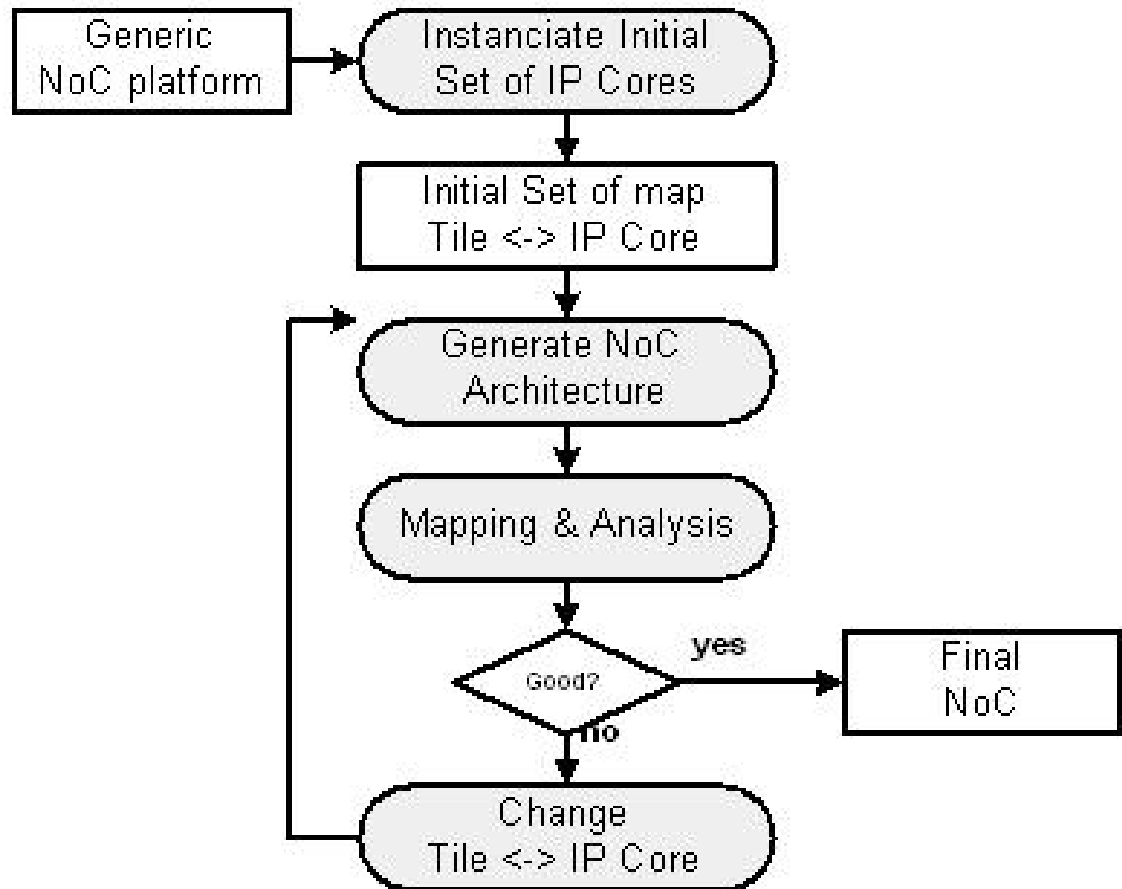 Generic
NoC platform
Instanciate Initial
Set of IP Cores
Initial Set of map
Tile <-> IP Core
Generate NoC
Architecture
Mapping & Analysis
Good?
yes
Final
NoC
no
Change
Tile <-> IP Core